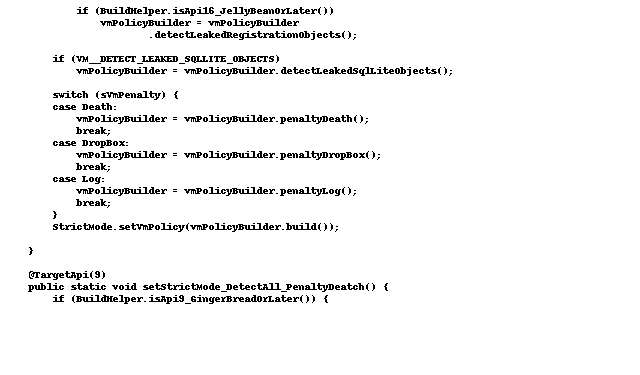 if (BuildHelper.isApi16_JellyBeanOrLater())
vmPolicyBuilder = vmPolicyBuilder
.detectLeakedRegistrationObjects();
if (VM__DETECT_LEAKED_SQLLITE_OBJECTS)
vmPolicyBuilder = vmPolicyBuilder.detectLeakedSqlLiteObjects();
switch (sVmPenalty) {
case Death:
vmPolicyBuilder = vmPolicyBuilder.penaltyDeath();
break;
case DropBox:
vmPolicyBuilder = vmPolicyBuilder.penaltyDropBox();
break;
case Log:
vmPolicyBuilder = vmPolicyBuilder.penaltyLog();
break;
}
StrictMode.setVmPolicy(vmPolicyBuilder.build());
}
@TargetApi(9)
public static void setStrictMode_DetectAll_PenaltyDeatch() {
if (BuildHelper.isApi9_GingerBreadOrLater()) {